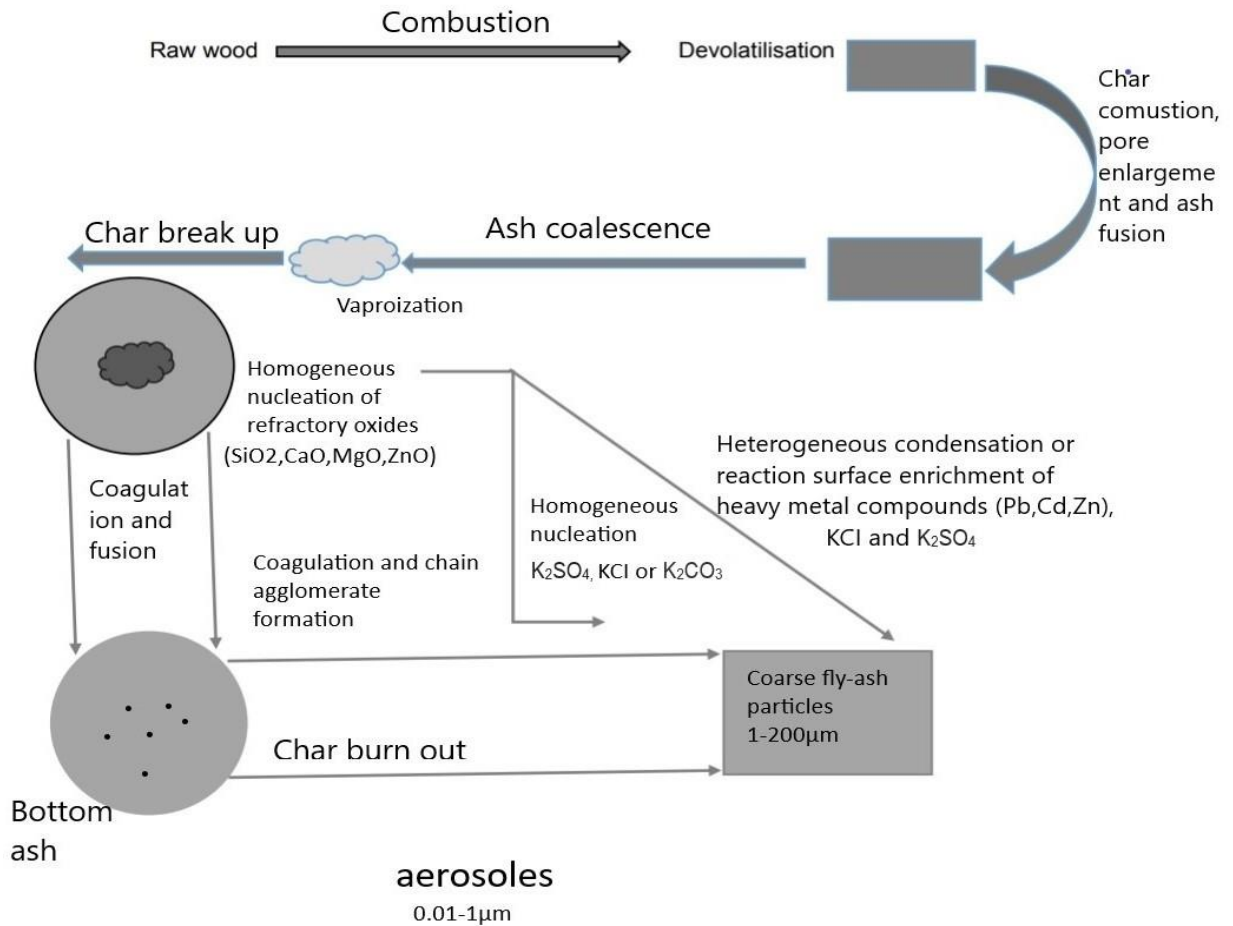 Combustion
Raw wood
Devolatilisation
Char
comustion,
pore
enlargeme
nt and ash
fusion
Char break up
Ash coalescence
Vaproization
Homogeneous
nucleation of
refractory oxides
(SiO2,CaO,MgO,ZnO)
Heterogeneous condensation or
reaction surface enrichment of
heavy metal compounds (Pb,Cd,Zn),
KCI and K₂SO₄
Coagulat
ion and
fusion
Homogeneous
nucleation
K₂SO₄, KCI or K₂CO₃
Coagulation and chain
agglomerate
formation
Coarse fly-ash
particles
1-200µm
Char burn out
Bottom
ash
aerosoles
0.01-1µm